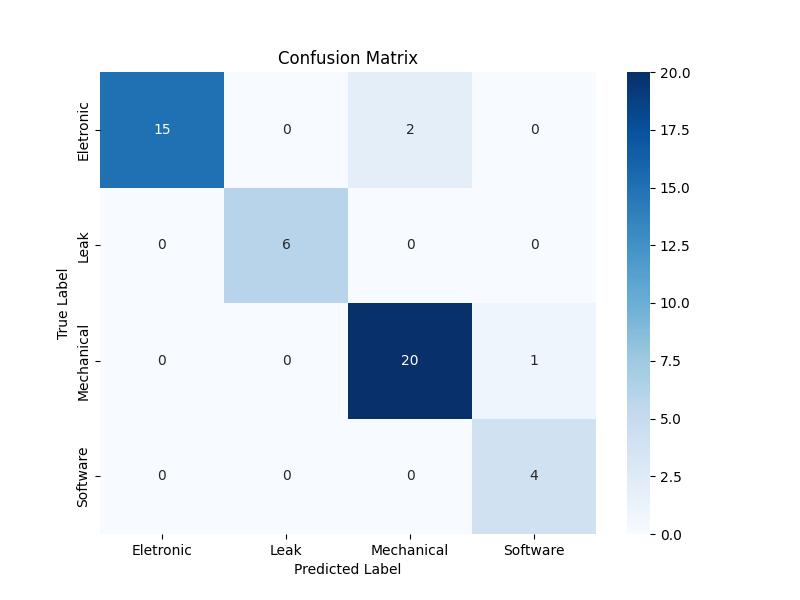 Confusion Matrix
Eletronic 15 0 2 0
Leak 0 6 0 0
Mechanical 0 0 20 1
Software 0 0 0 4
True Label
Eletronic Leak Mechanical Software
Predicted Label
20.0
17.5
15.0
12.5
10.0
7.5
5.0
2.5
0.0